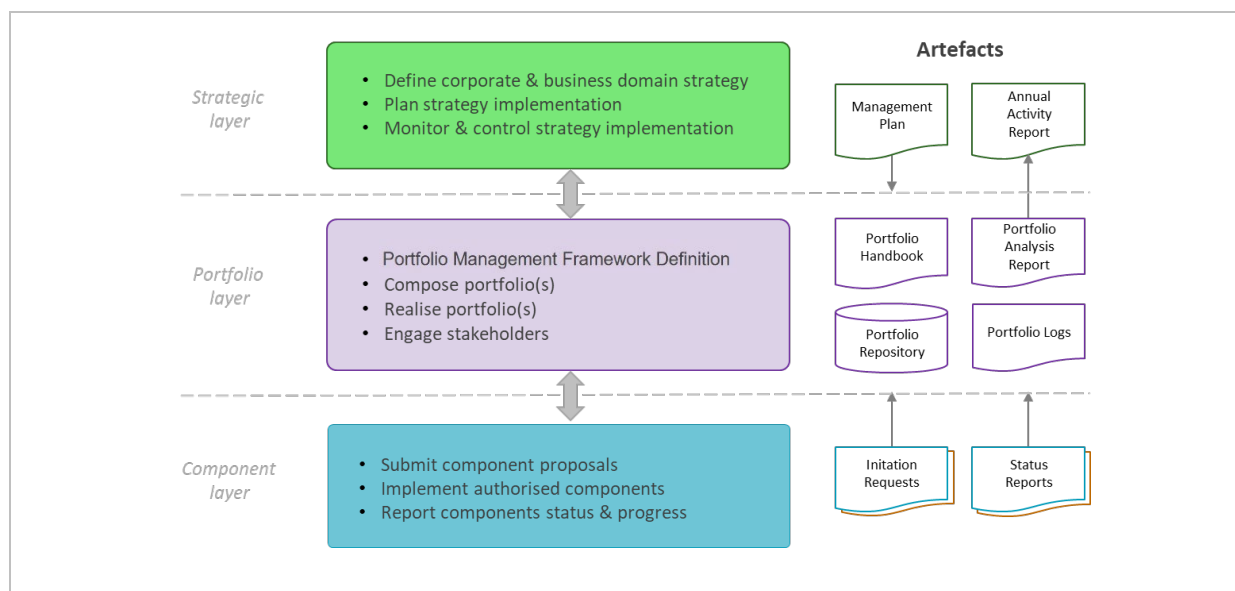 Artefacts
Strategic
layer
• Define corporate & business domain strategy
• Plan strategy implementation
• Monitor & control strategy implementation
Management
Plan
Annual
Activity
Report
Portfolio
layer
• Portfolio Management Framework Definition
• Compose portfolio(s)
• Realise portfolio(s)
• Engage stakeholders
Portfolio
Handbook
Portfolio
Analysis
Report
Portfolio
Repository
Portfolio Logs
Component
layer
• Submit component proposals
• Implement authorised components
• Report components status & progress
Initation
Requests
Status
Reports